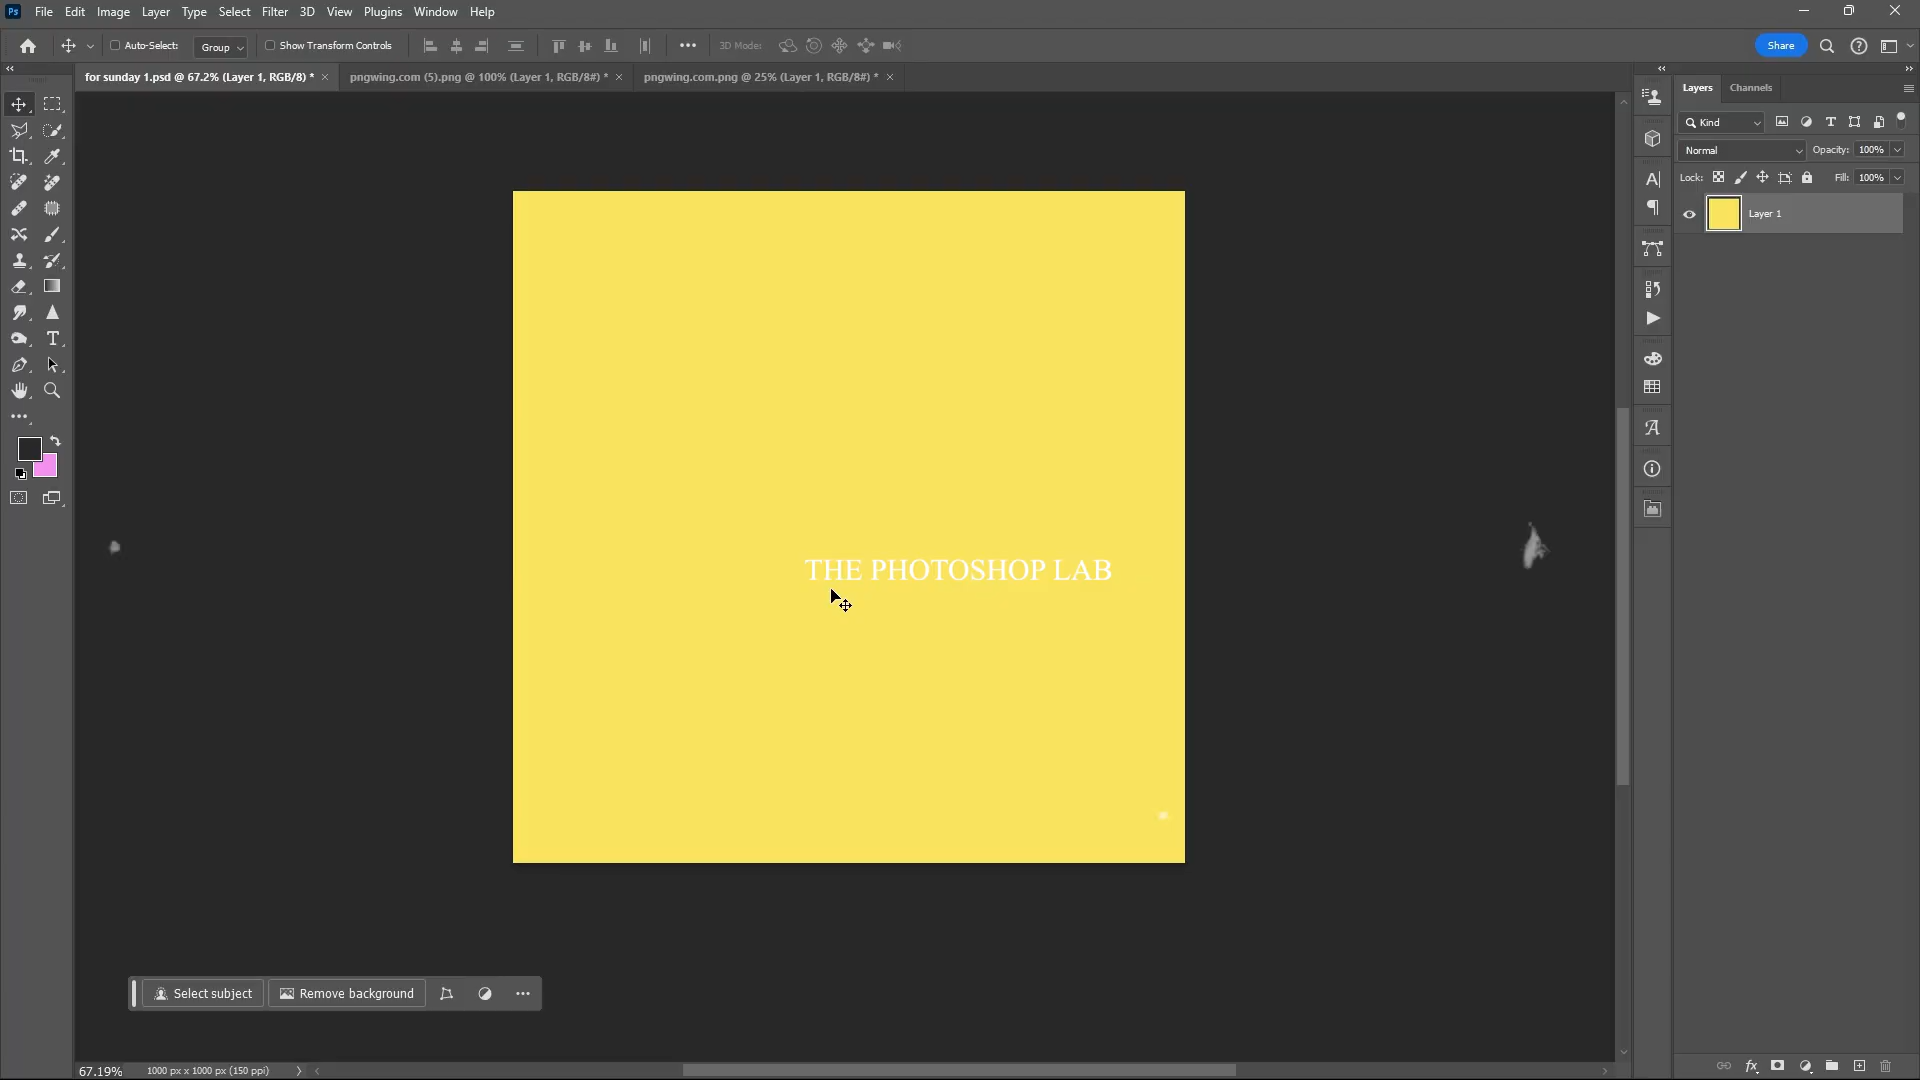 Ps File Edit Image Layer Type Select Filter 3D View Plugins Window Help
Auto-Select: Group Show Transform Controls 3D Mode: Share
for sunday 1.psd @ 67.2% (Layer 1, RGB/8) * × pngwing.com (5).png @ 100% (Layer 1, RGB/8#) * × pngwing.com.png @ 25% (Layer 1, RGB/8#) * ×
Layers Channels
Kind
Normal Opacity: 100%
Lock: Fill: 100%
Layer 1
THE PHOTOSHOP LAB
Select subject Remove background
67.19% 1000 px x 1000 px (150 ppi)